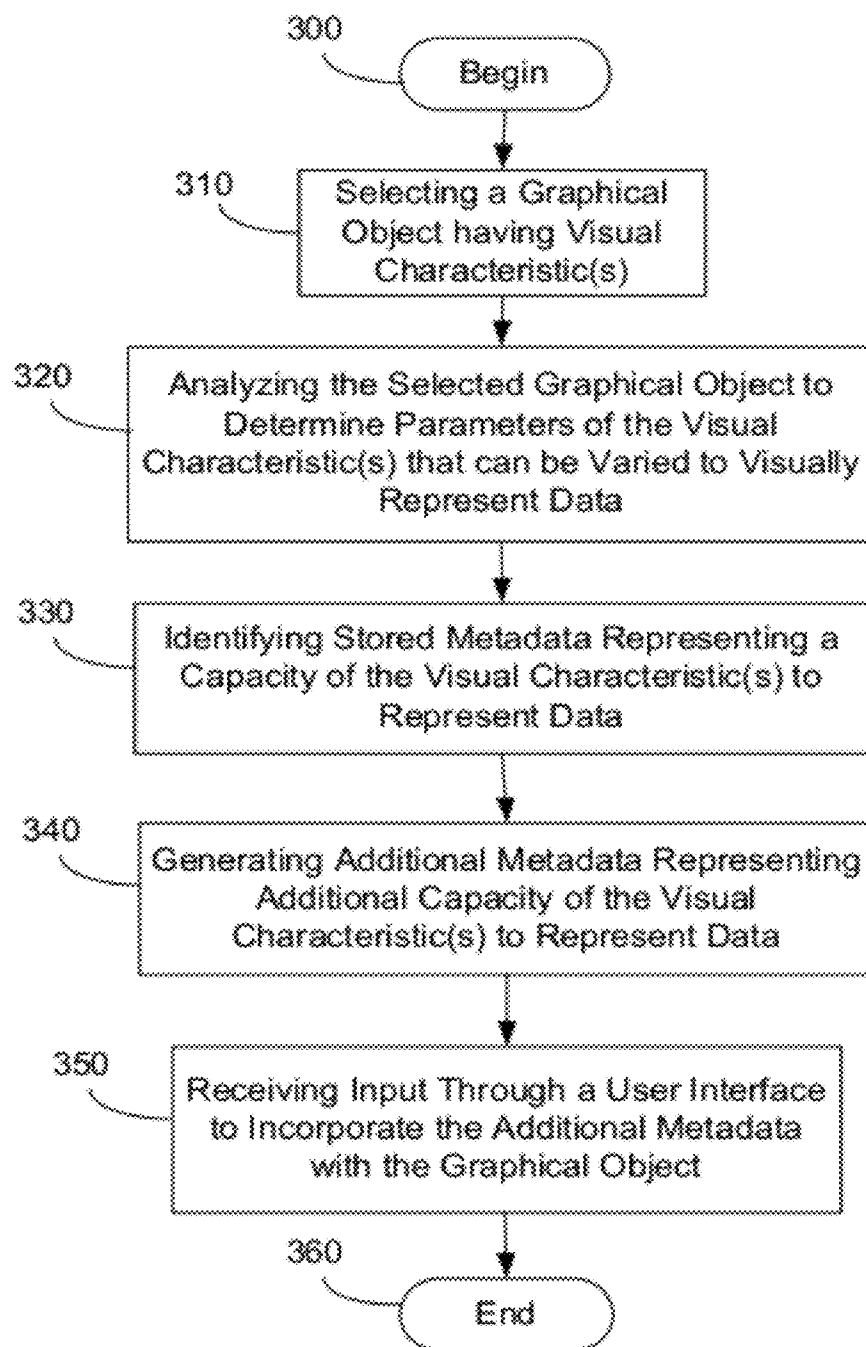 300
Begin
310
Selecting a Graphical
Object having Visual
Characteristic(s)
320
Analyzing the Selected Graphical Object to
Determine Parameters of the Visual
Characteristic(s) that can be Varied to Visually
Represent Data
330
Identifying Stored Metadata Representing a
Capacity of the Visual Characteristic(s) to
Represent Data
340
Generating Additional Metadata Representing
Additional Capacity of the Visual
Characteristic(s) to Represent Data
350
Receiving Input Through a User Interface
to Incorporate the Additional Metadata
with the Graphical Object
360
End